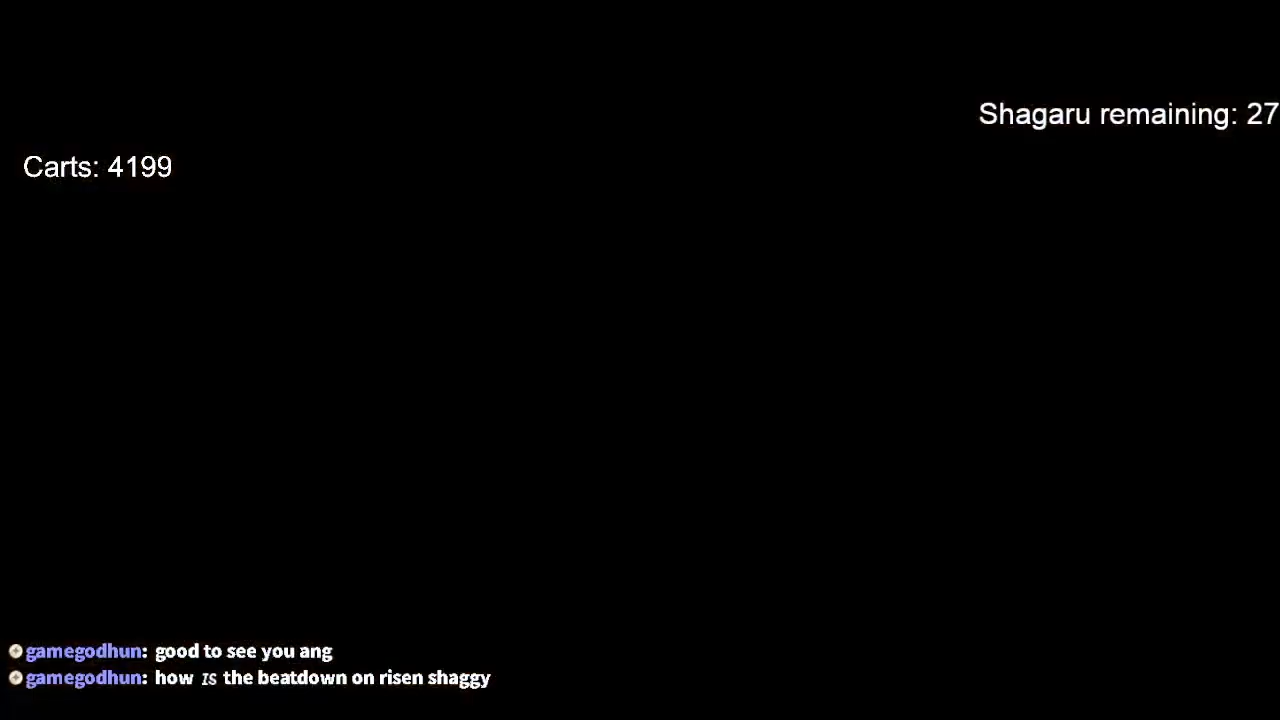 Shagaru remaining: 27
Carts: 4199
gamegodhun: good to see you ang
gamegodhun: how IS the beatdown on risen shaggy